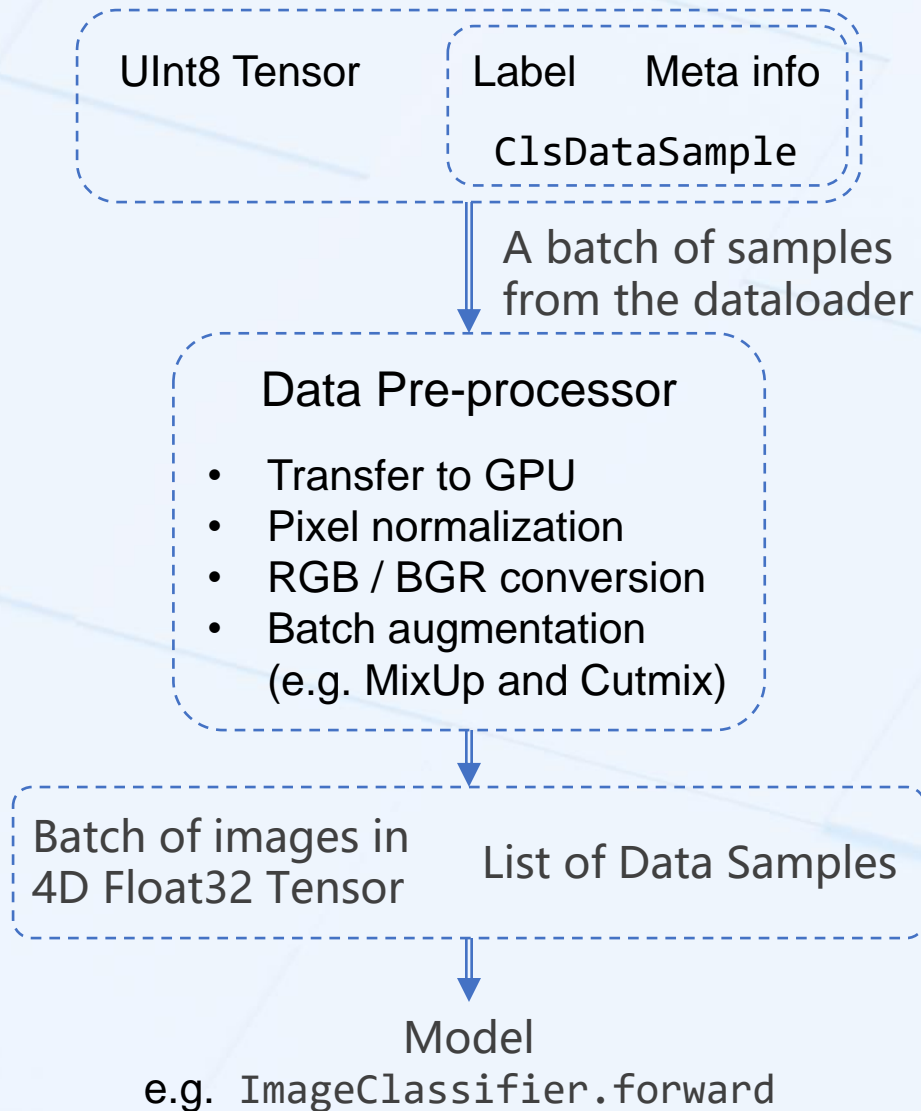 UInt8 Tensor
Label Meta info
ClsDataSample
A batch of samples
from the dataloader
Data Pre-processor
• Transfer to GPU
• Pixel normalization
• RGB / BGR conversion
• Batch augmentation
(e.g. MixUp and Cutmix)
Batch of images in
4D Float32 Tensor
List of Data Samples
Model
e.g. ImageClassifier.forward